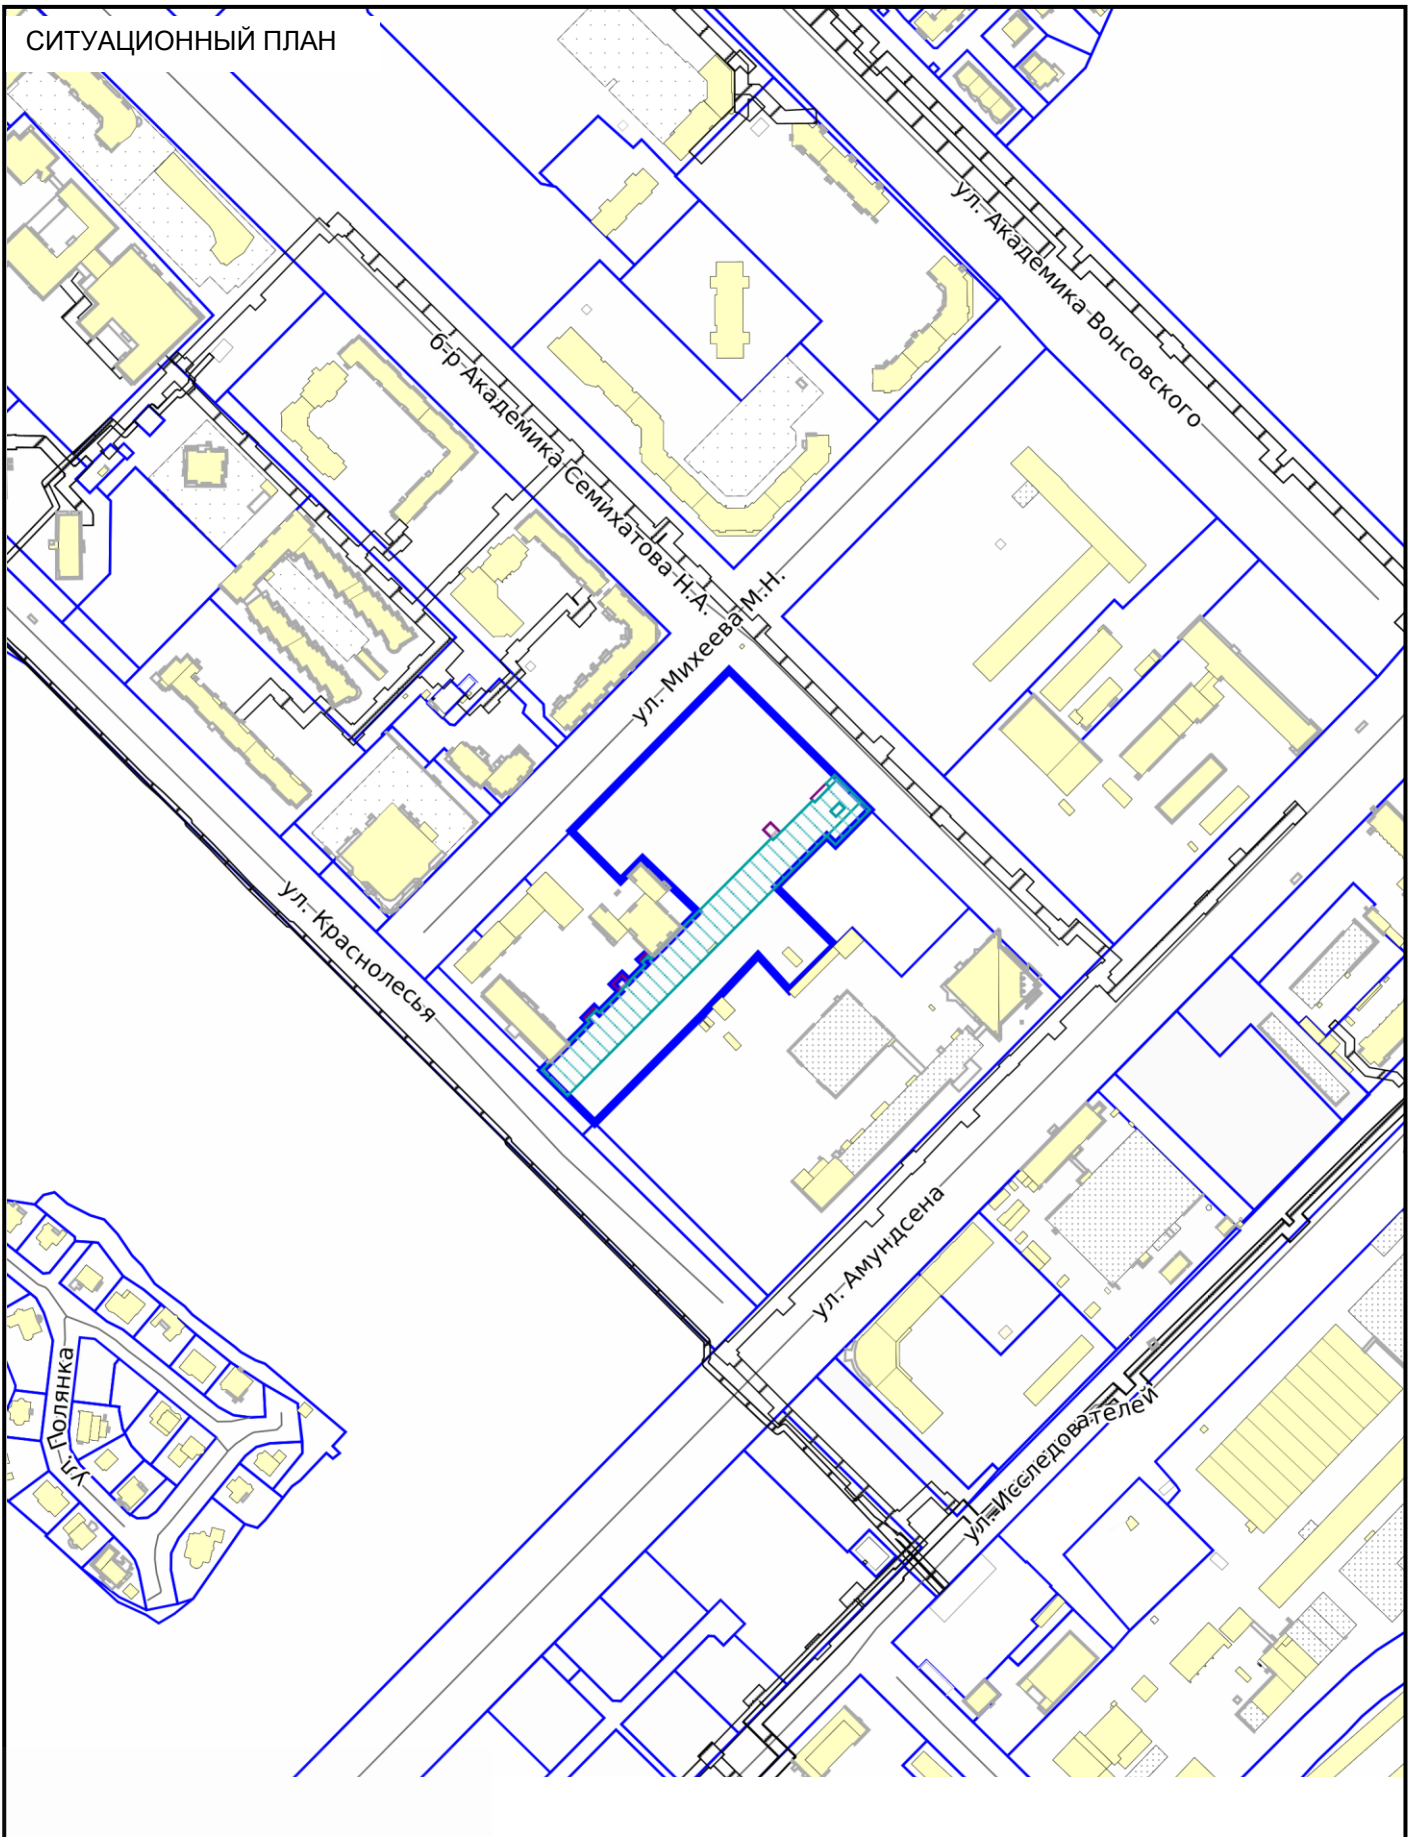 СИТУАЦИОННЫЙ ПЛАН
ул. Академика Вонсовского
б-р Академика Семихатова Н.А.
ул. Михеева М.Н.
ул. Краснолесья
ул. Амундсена
ул. Полянка
ул. Исследователей